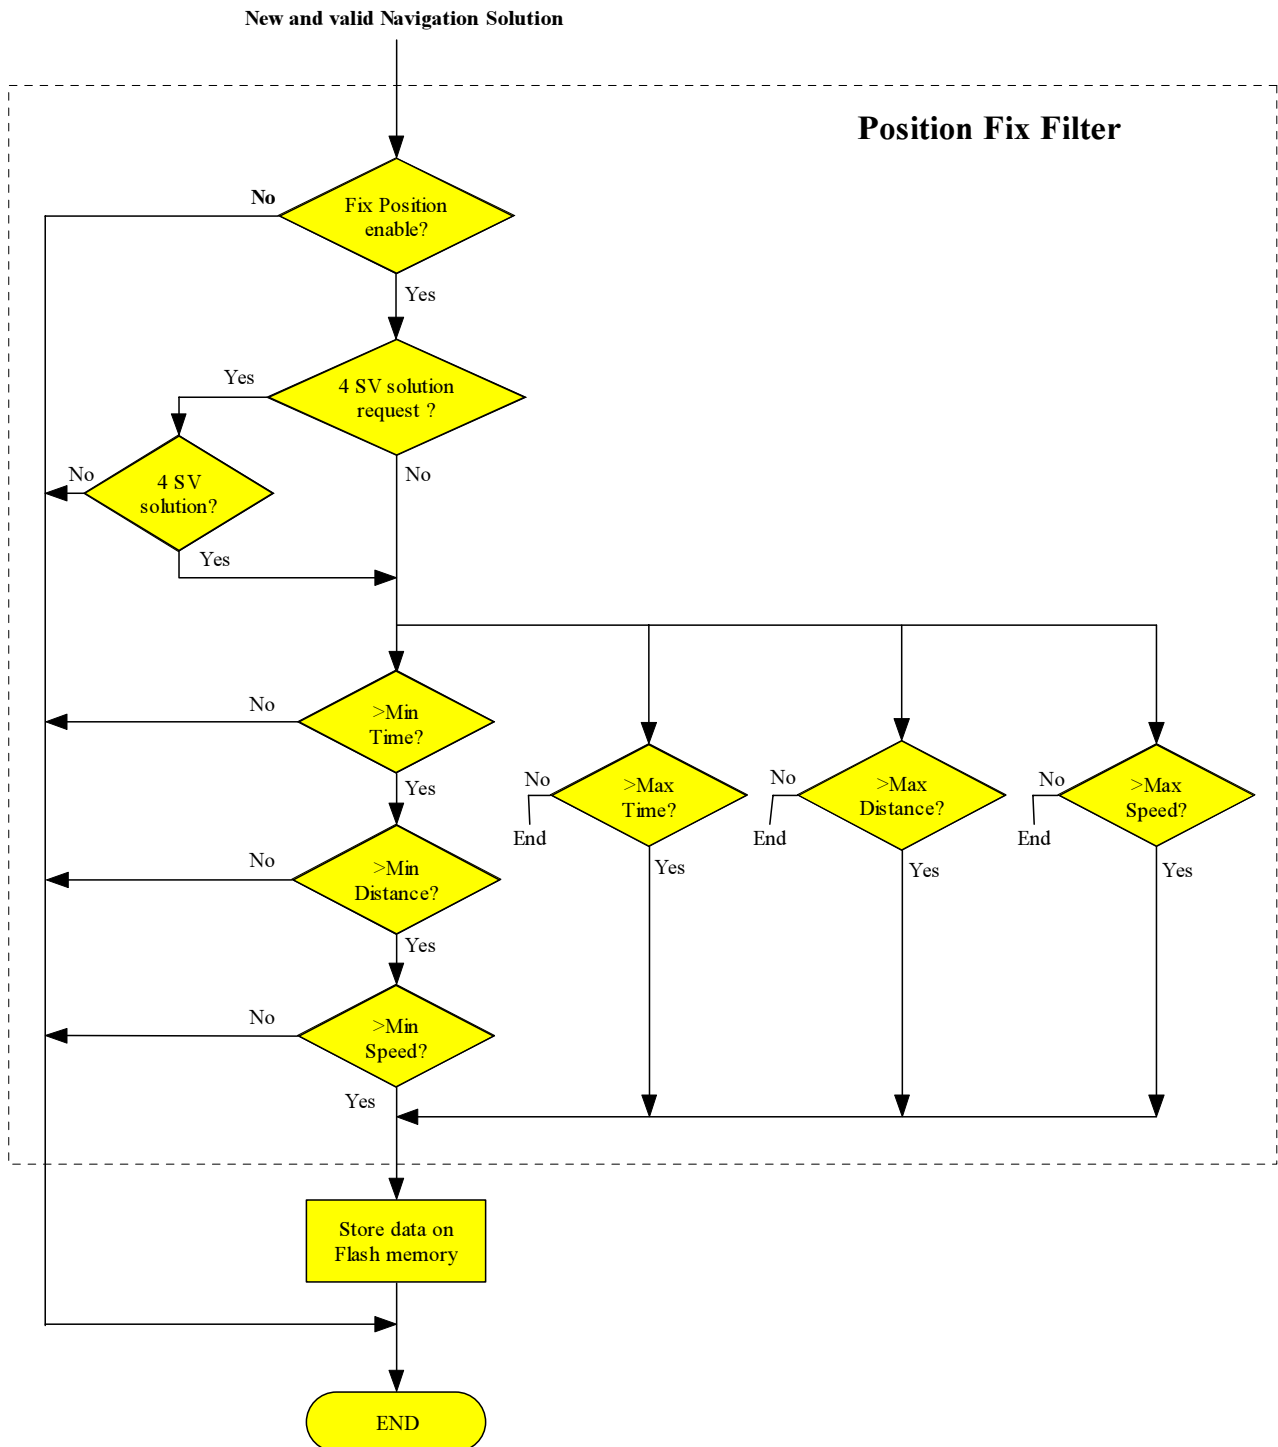 New and valid Navigation Solution
Position Fix Filter
No
Fix Position
enable?
Yes
Yes
4 SV solution
request ?
No
4 SV
solution?
No
Yes
No
>Min
Time?
No
>Max
Time?
No
>Max
Distance?
No
>Max
Speed?
Yes
End
End
End
No
>Min
Distance?
Yes
Yes
Yes
Yes
No
>Min
Speed?
Yes
Store data on
Flash memory
END